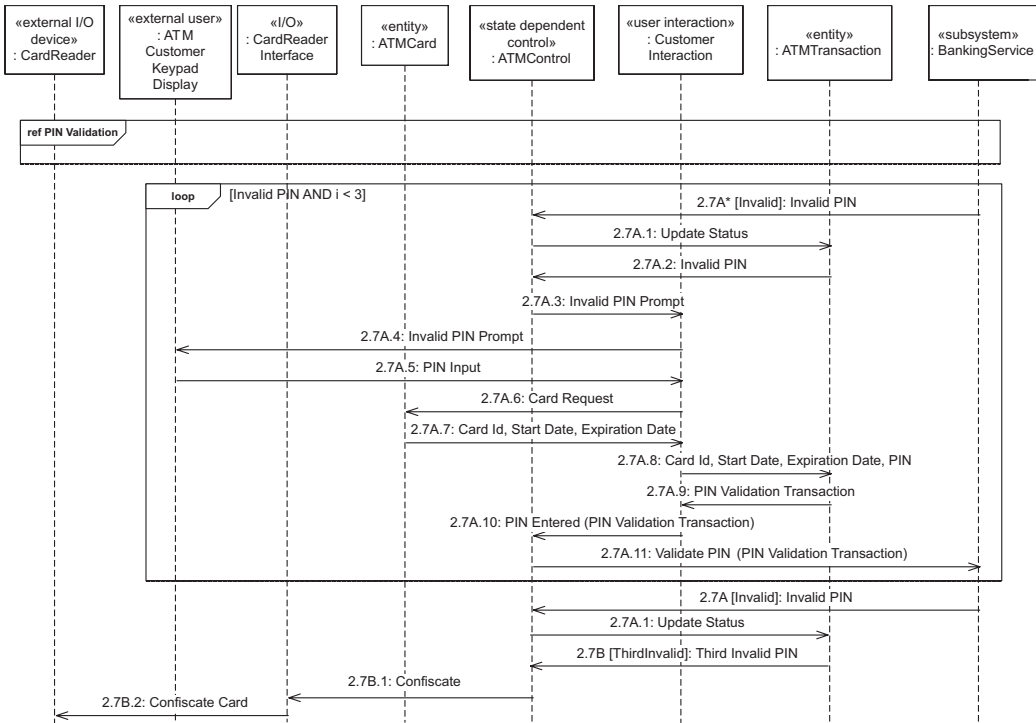 «external I/O
device»
: CardReader
«external user»
: ATM
Customer
Keypad
Display
«I/O»
: CardReader
Interface
«entity»
: ATMCard
«state dependent
control»
: ATMControl
«user interaction»
: Customer
Interaction
«entity»
: ATMTransaction
«subsystem»
: BankingService
ref PIN Validation
loop
[Invalid PIN AND i < 3]
2.7A* [Invalid]: Invalid PIN
2.7A.1: Update Status
2.7A.2: Invalid PIN
2.7A.3: Invalid PIN Prompt
2.7A.4: Invalid PIN Prompt
2.7A.5: PIN Input
2.7A.6: Card Request
2.7A.7: Card Id, Start Date, Expiration Date
2.7A.8: Card Id, Start Date, Expiration Date, PIN
2.7A.9: PIN Validation Transaction
2.7A.10: PIN Entered (PIN Validation Transaction)
2.7A.11: Validate PIN (PIN Validation Transaction)
2.7A [Invalid]: Invalid PIN
2.7A.1: Update Status
2.7B [ThirdInvalid]: Third Invalid PIN
2.7B.1: Confiscate
2.7B.2: Confiscate Card